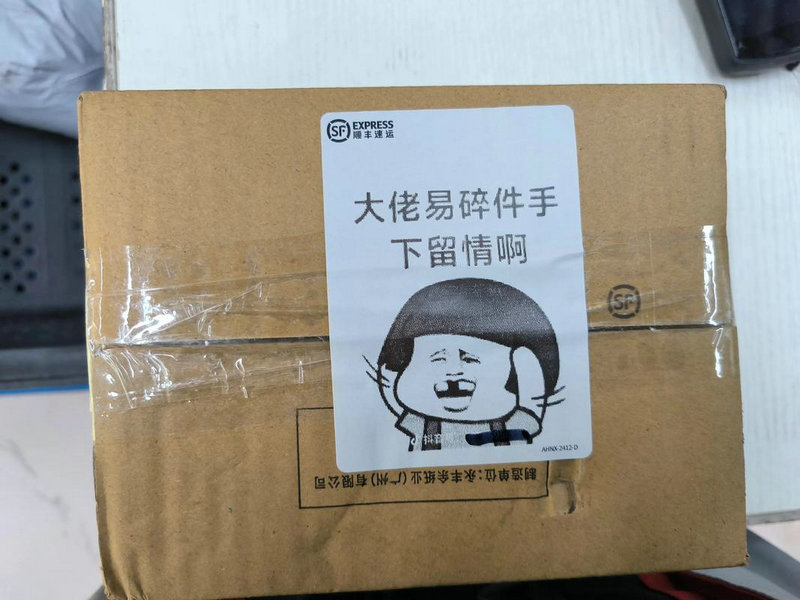 SF EXPRESS
顺丰速运
大佬易碎件手
下留情啊
SF
AHNX-2412-D
制造单位:永丰余纸业(广州)有限公司